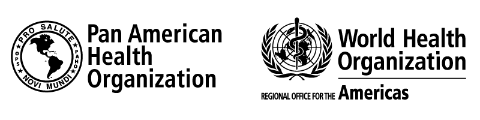 PRO SALUTE
NOVI MUNDI
Pan American
Health
Organization
World Health
Organization
REGIONAL OFFICE FOR THE Americas